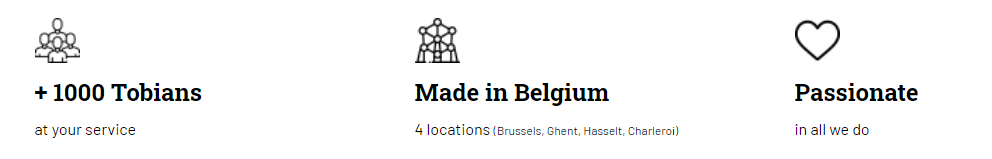 + 1000 Tobians
at your service
Made in Belgium
4 locations (Brussels, Ghent, Hasselt, Charleroi)
Passionate
in all we do